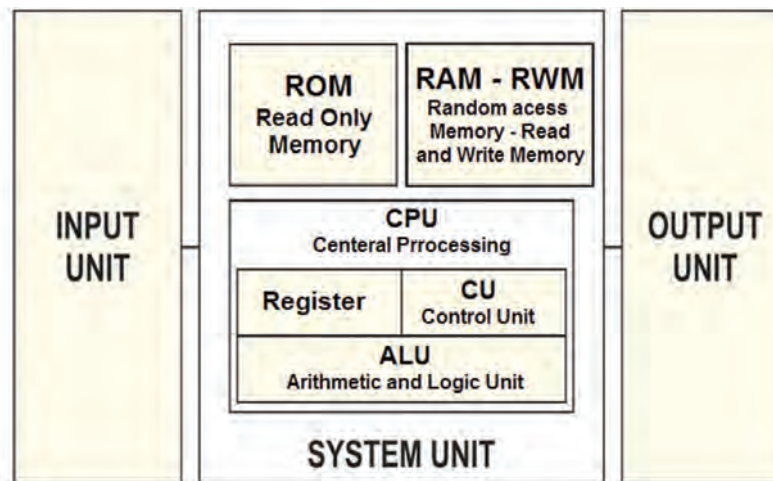 INPUT
UNIT
ROM
Read Only
Memory
RAM - RWM
Random acess
Memory - Read
and Write Memory
CPU
Centeral Prrocessing
Register
CU
Control Unit
ALU
Arithmetic and Logic Unit
SYSTEM UNIT
OUTPUT
UNIT